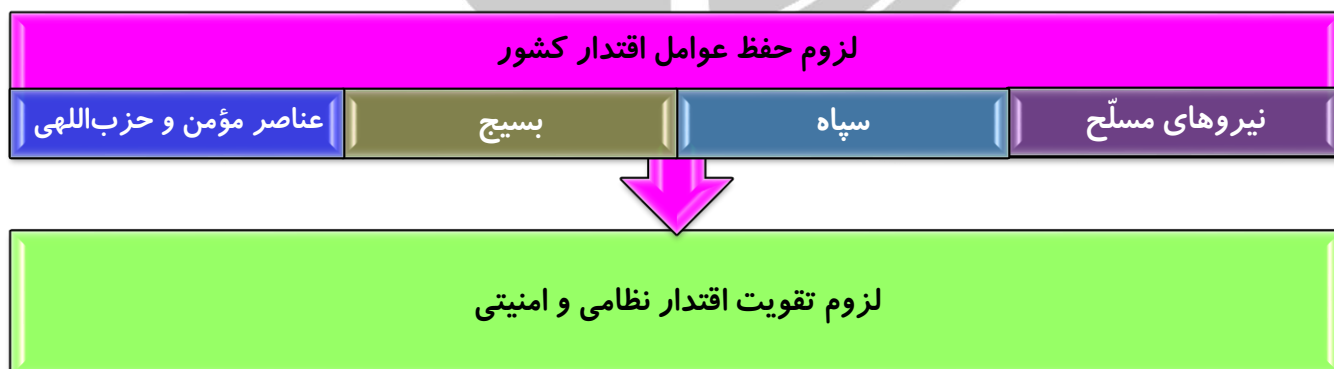 لزوم حفظ عوامل اقتدار کشور
نیروهای مسلّح
سپاه
بسیج
عناصر مؤمن و حزب‌اللهی
لزوم تقویت اقتدار نظامی و امنیتی